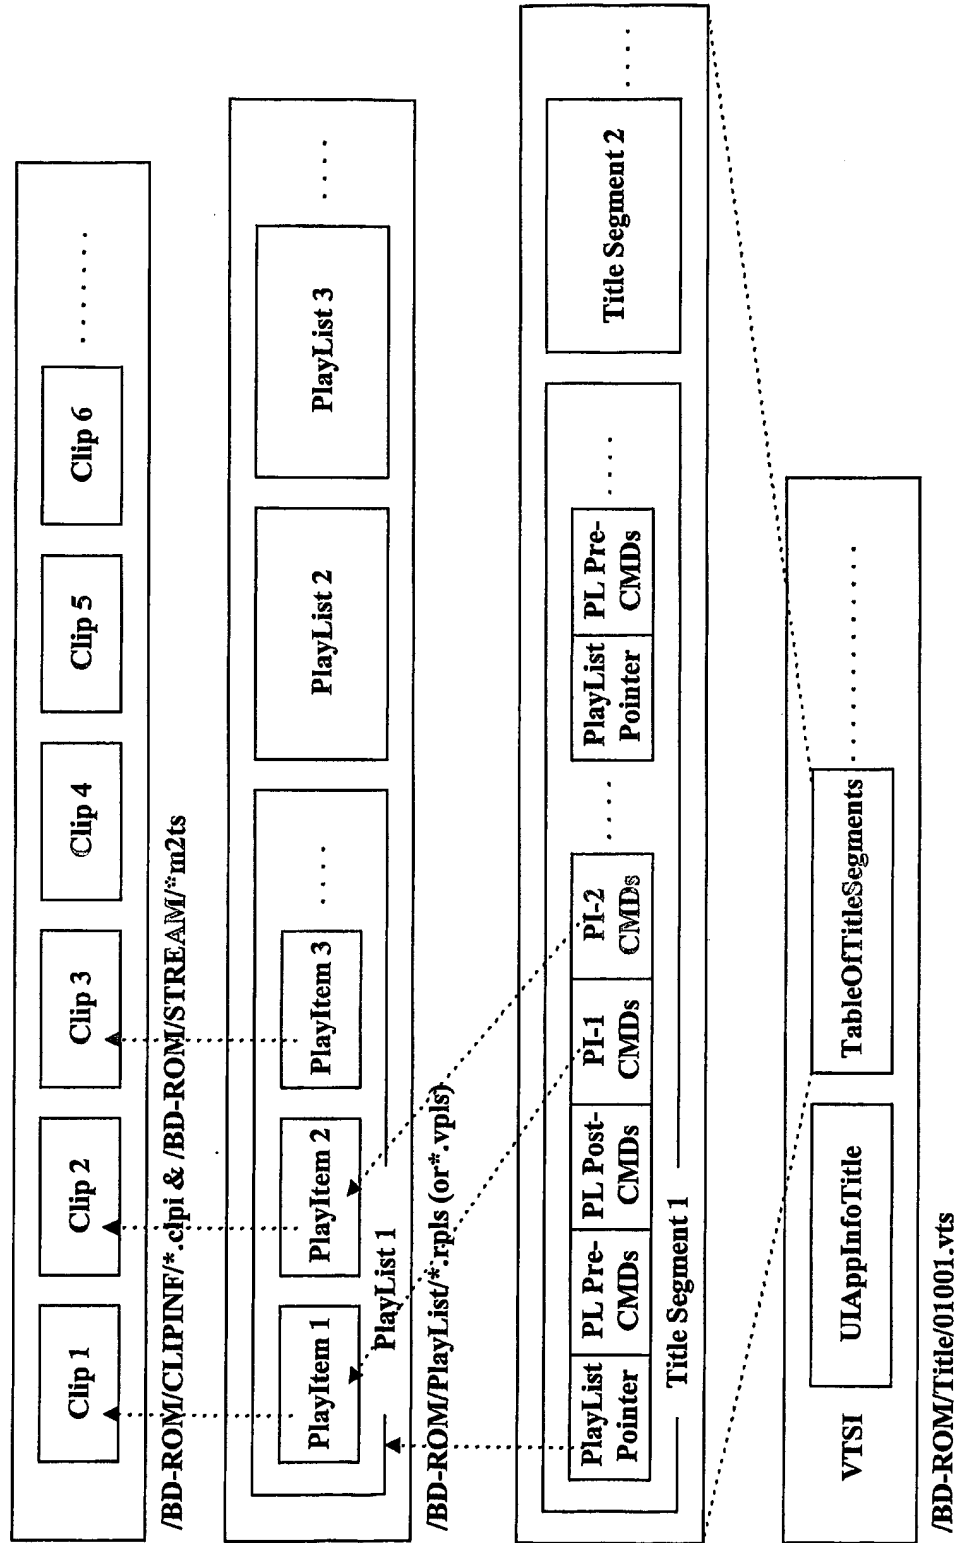 Clip 1
Clip 2
Clip 3
Clip 4
Clip 5
Clip 6
. . . . . . .
/BD-ROM/CLIPINF/*.clpi & /BD-ROM/STREAM/*m2ts
PlayItem 1
PlayItem 2
PlayItem 3
. . . .
PlayList 1
PlayList 2
PlayList 3
. . . .
/BD-ROM/PlayList/*.rpls (or*.vpls)
PlayList
Pointer
PL Pre-
CMDs
PL Post-
CMDs
PI-1
CMDs
PI-2
CMDs
. . . .
PlayList
Pointer
PL Pre-
CMDs
. . . .
Title Segment 1
Title Segment 2
. . . .
VTSI
UIAppInfoTitle
TableOfTitleSegments
. . . . . . . . . . . . .
/BD-ROM/Title/01001.vts